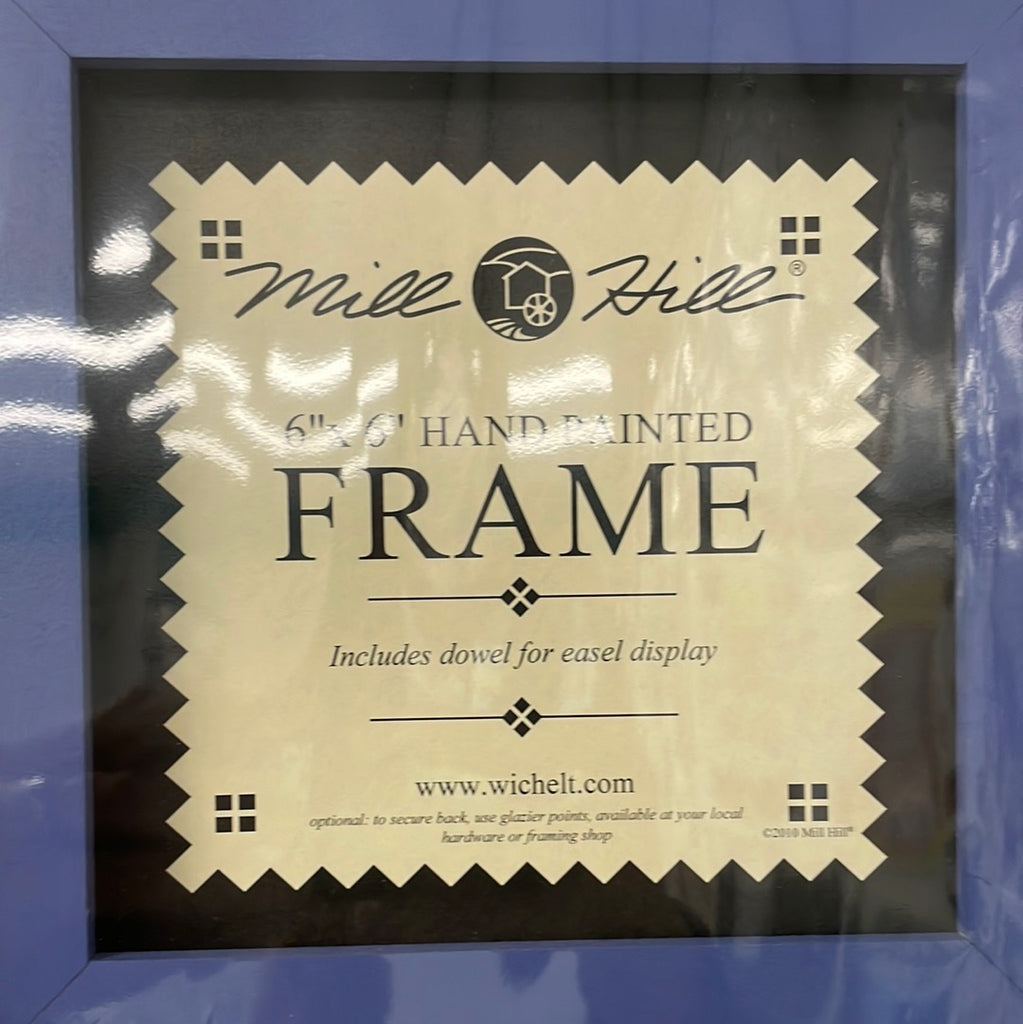 Mill Hill®
6" x 6" HAND PAINTED
FRAME
Includes dowel for easel display
www.wichelt.com
optional: to secure back, use glazier points, available at your local
hardware or framing shop
©2010 Mill Hill®